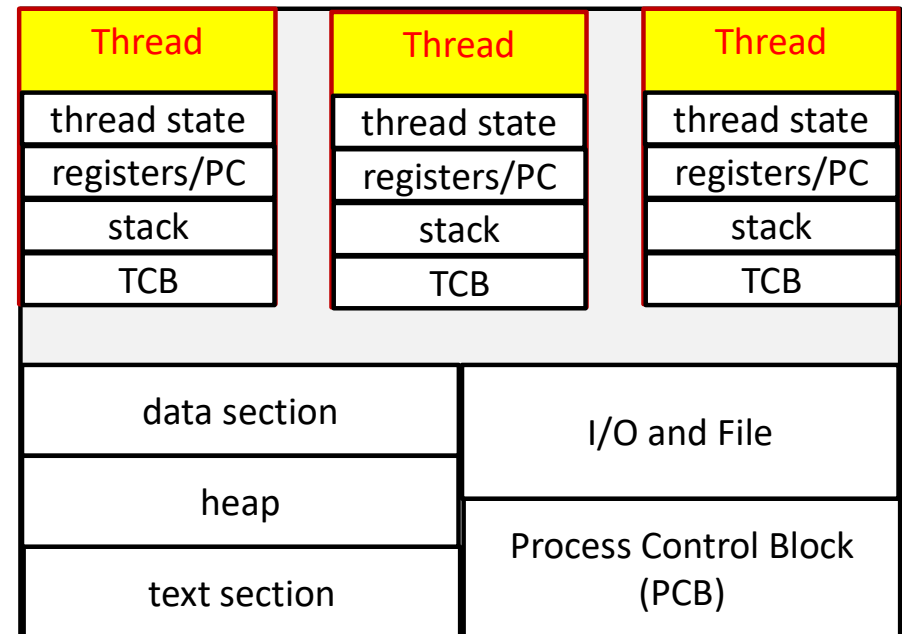 Thread
thread state
registers/PC
stack
TCB
Thread
thread state
registers/PC
stack
TCB
Thread
thread state
registers/PC
stack
TCB
data section
heap
text section
I/O and File
Process Control Block
(PCB)